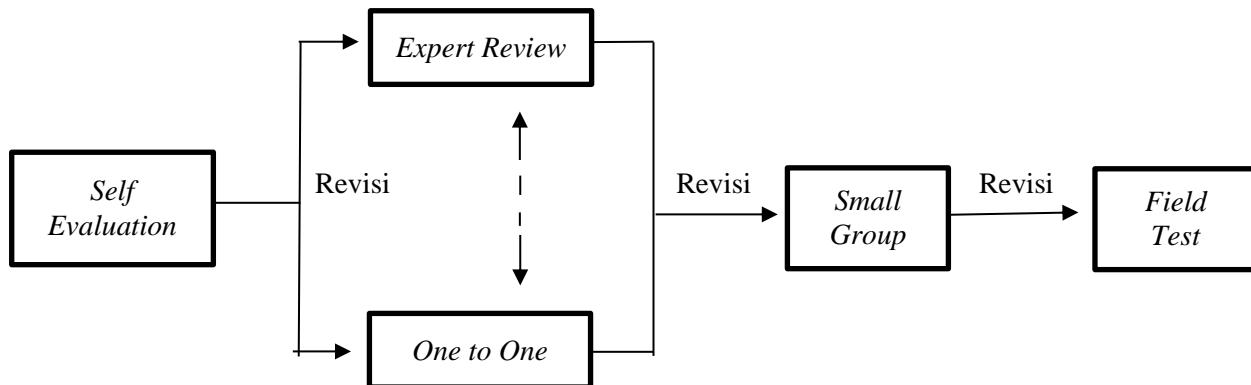 Expert Review
Self
Evaluation
Revisi
Revisi
Small
Group
Revisi
Field
Test
One to One